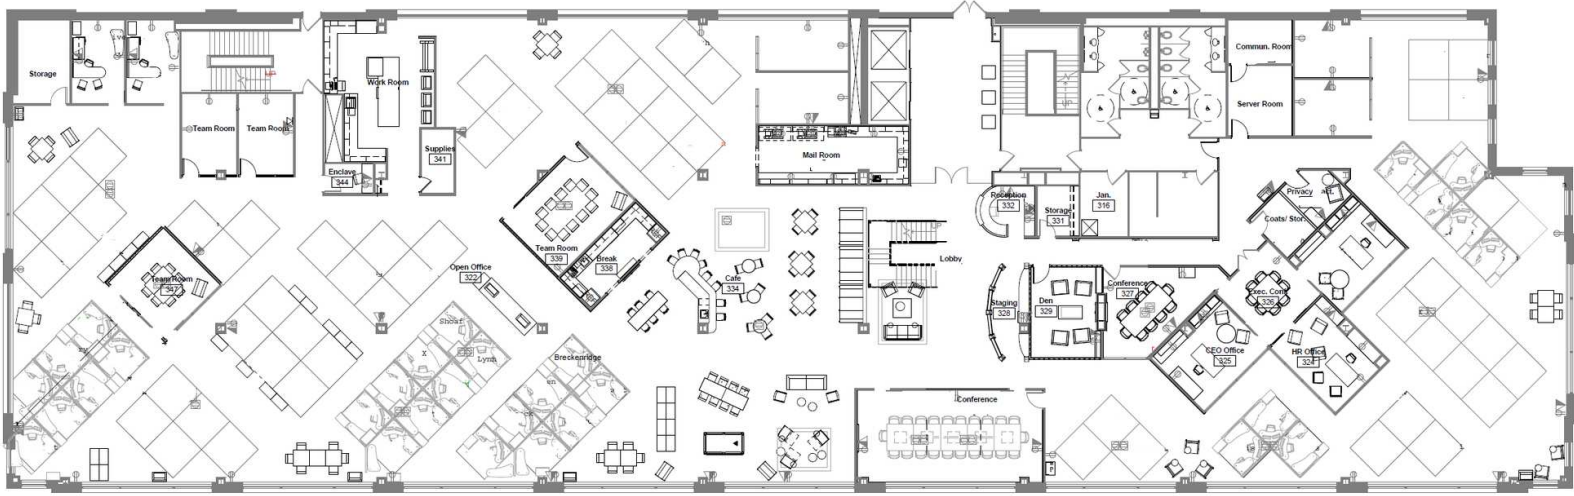 Storage
Work Room
Commun. Room
Server Room
Team Room
Team Room
Supplies
341
Mail Room
Enclave
344
Reception
332
Storage
331
Jan.
316
Privacy
Coats/ Stor.
Team Room
339
Break
338
Open Office
322
Cafe
334
Lobby
Team Room
347
Staging
328
Den
329
Conference
327
Exec. Conf.
326
CEO Office
325
HR Office
324
Shoaf
Lynn
Breckenridge
Conference